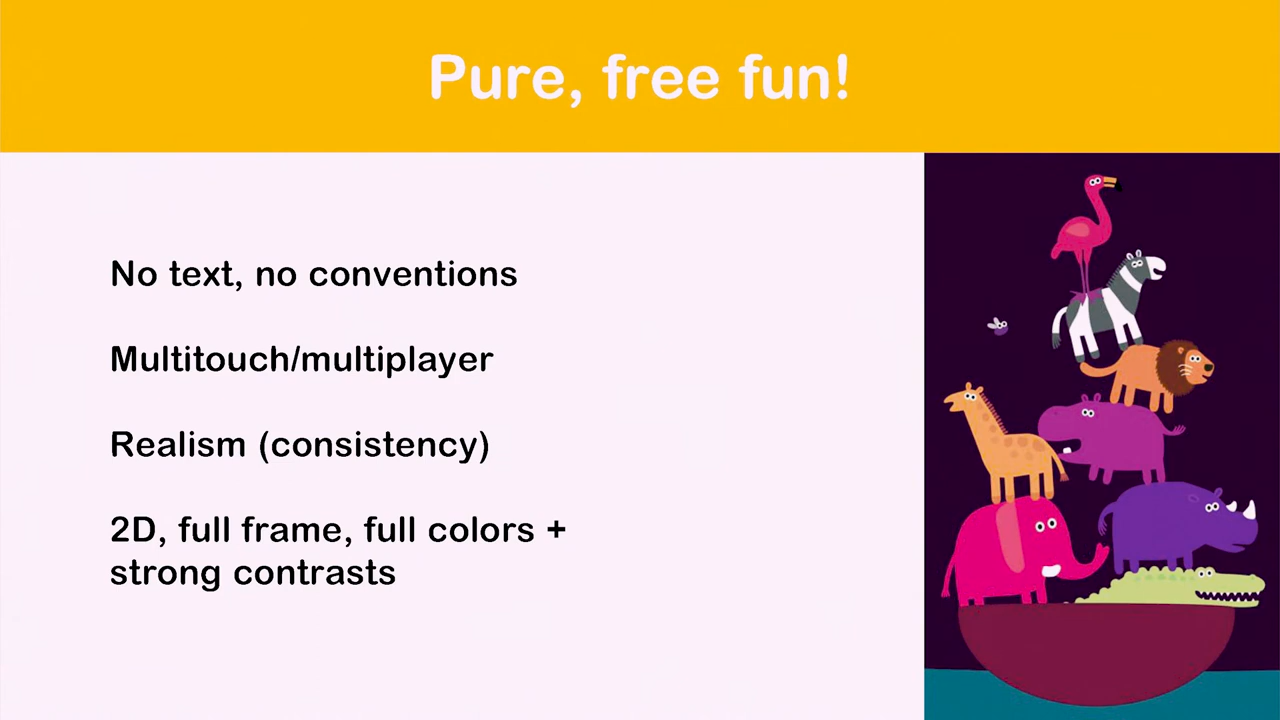 Pure, free fun!
No text, no conventions
Multitouch/multiplayer
Realism (consistency)
2D, full frame, full colors +
strong contrasts